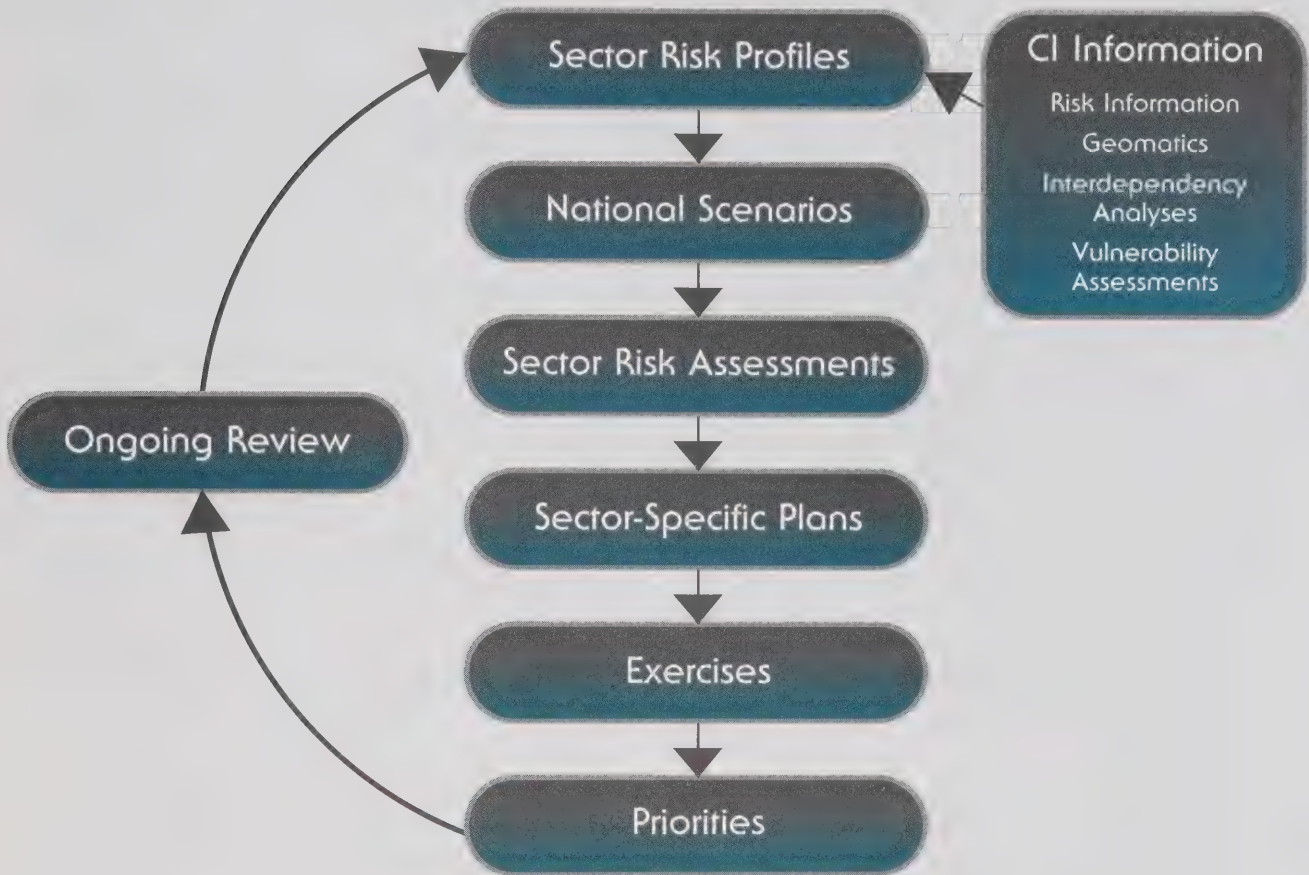 Sector Risk Profiles
CI Information
Risk Information
Geomatics
Interdependency
Analyses
Vulnerability
Assessments
National Scenarios
Sector Risk Assessments
Ongoing Review
Sector-Specific Plans
Exercises
Priorities